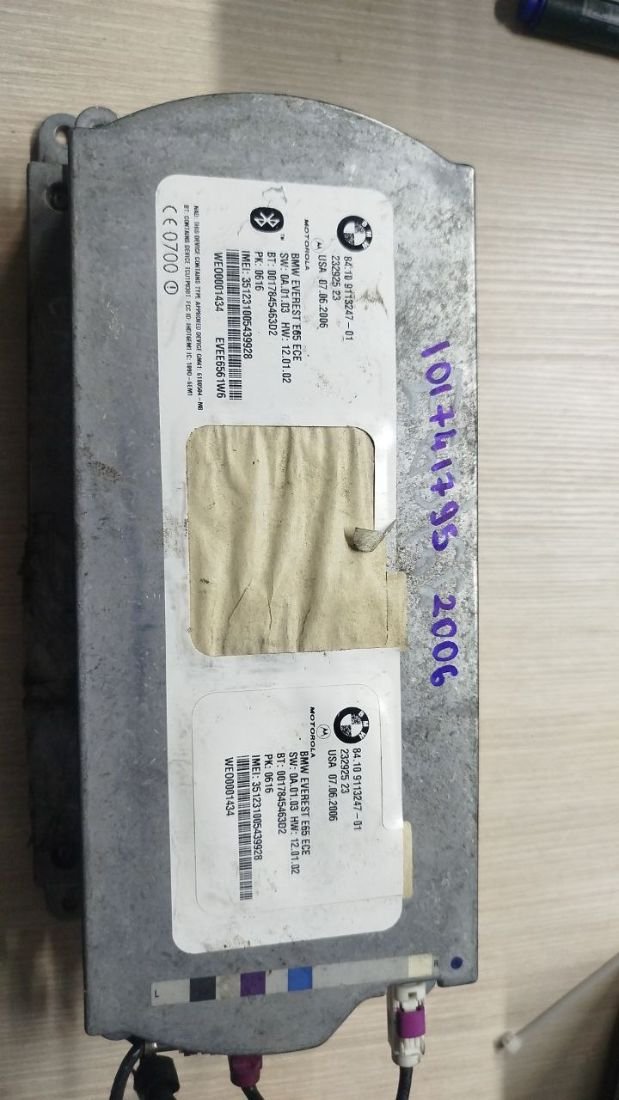 101741795 2006
84.10 9113247-01
232925 23
USA 07.06.2006
MOTOROLA
BMW EVEREST E65 ECE
SW: 0A.01.03 HW: 12.01.02
BT: 0017845463D2
PK: 0616
IMEI: 351231005439928
WE00001434 EVEE6561W6
CE0700
84.10 9113247-01
232925 23
USA 07.06.2006
MOTOROLA
BMW EVEREST E65 ECE
SW: 0A.01.03 HW: 12.01.02
BT: 0017845463D2
PK: 0616
IMEI: 351231005439928
WE00001434
L R